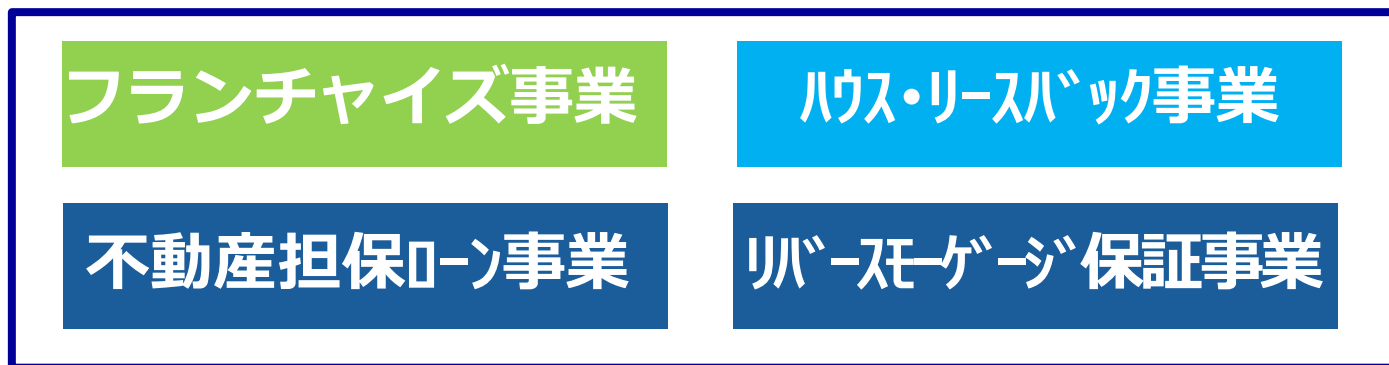 フランチャイズ事業
ﾊｳｽ・ﾘｰｽﾊﾞｯｸ事業
不動産担保ﾛｰﾝ事業
ﾘﾊﾞｰｽﾓｰｹﾞｰｼﾞ保証事業